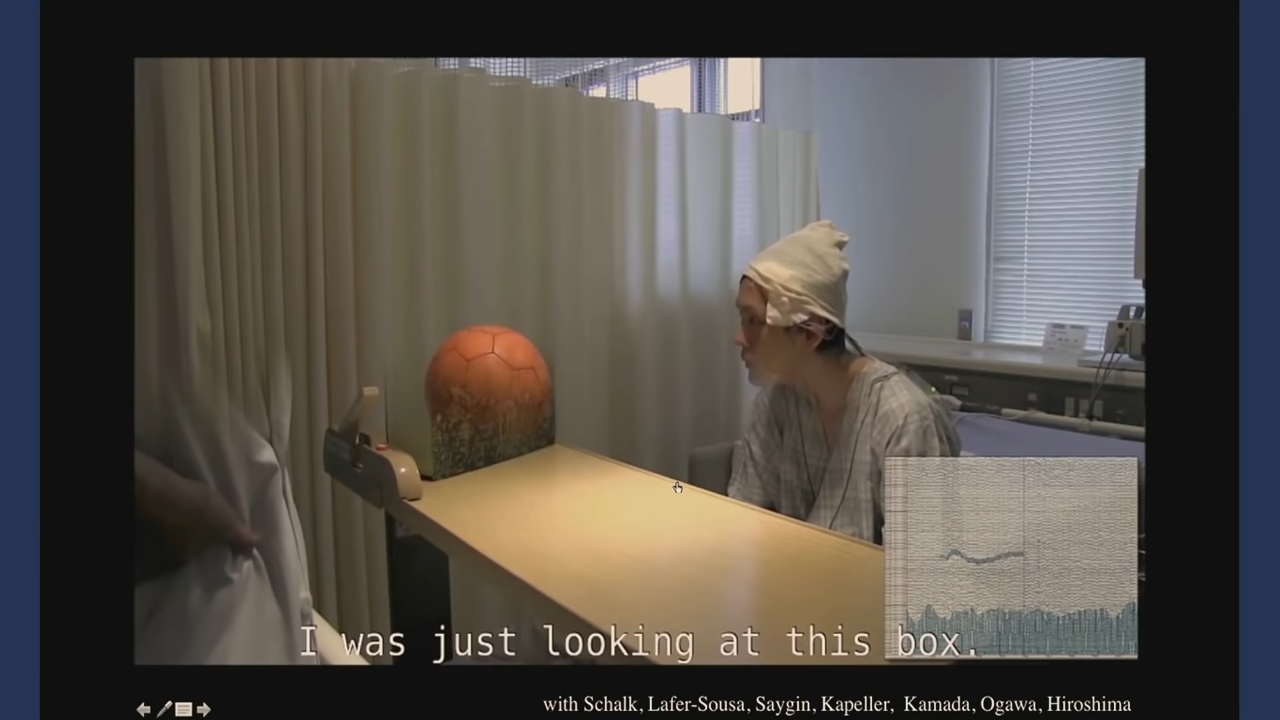 I was just looking at this box.
with Schalk, Lafer-Sousa, Saygin, Kapeller, Kamada, Ogawa, Hiroshima